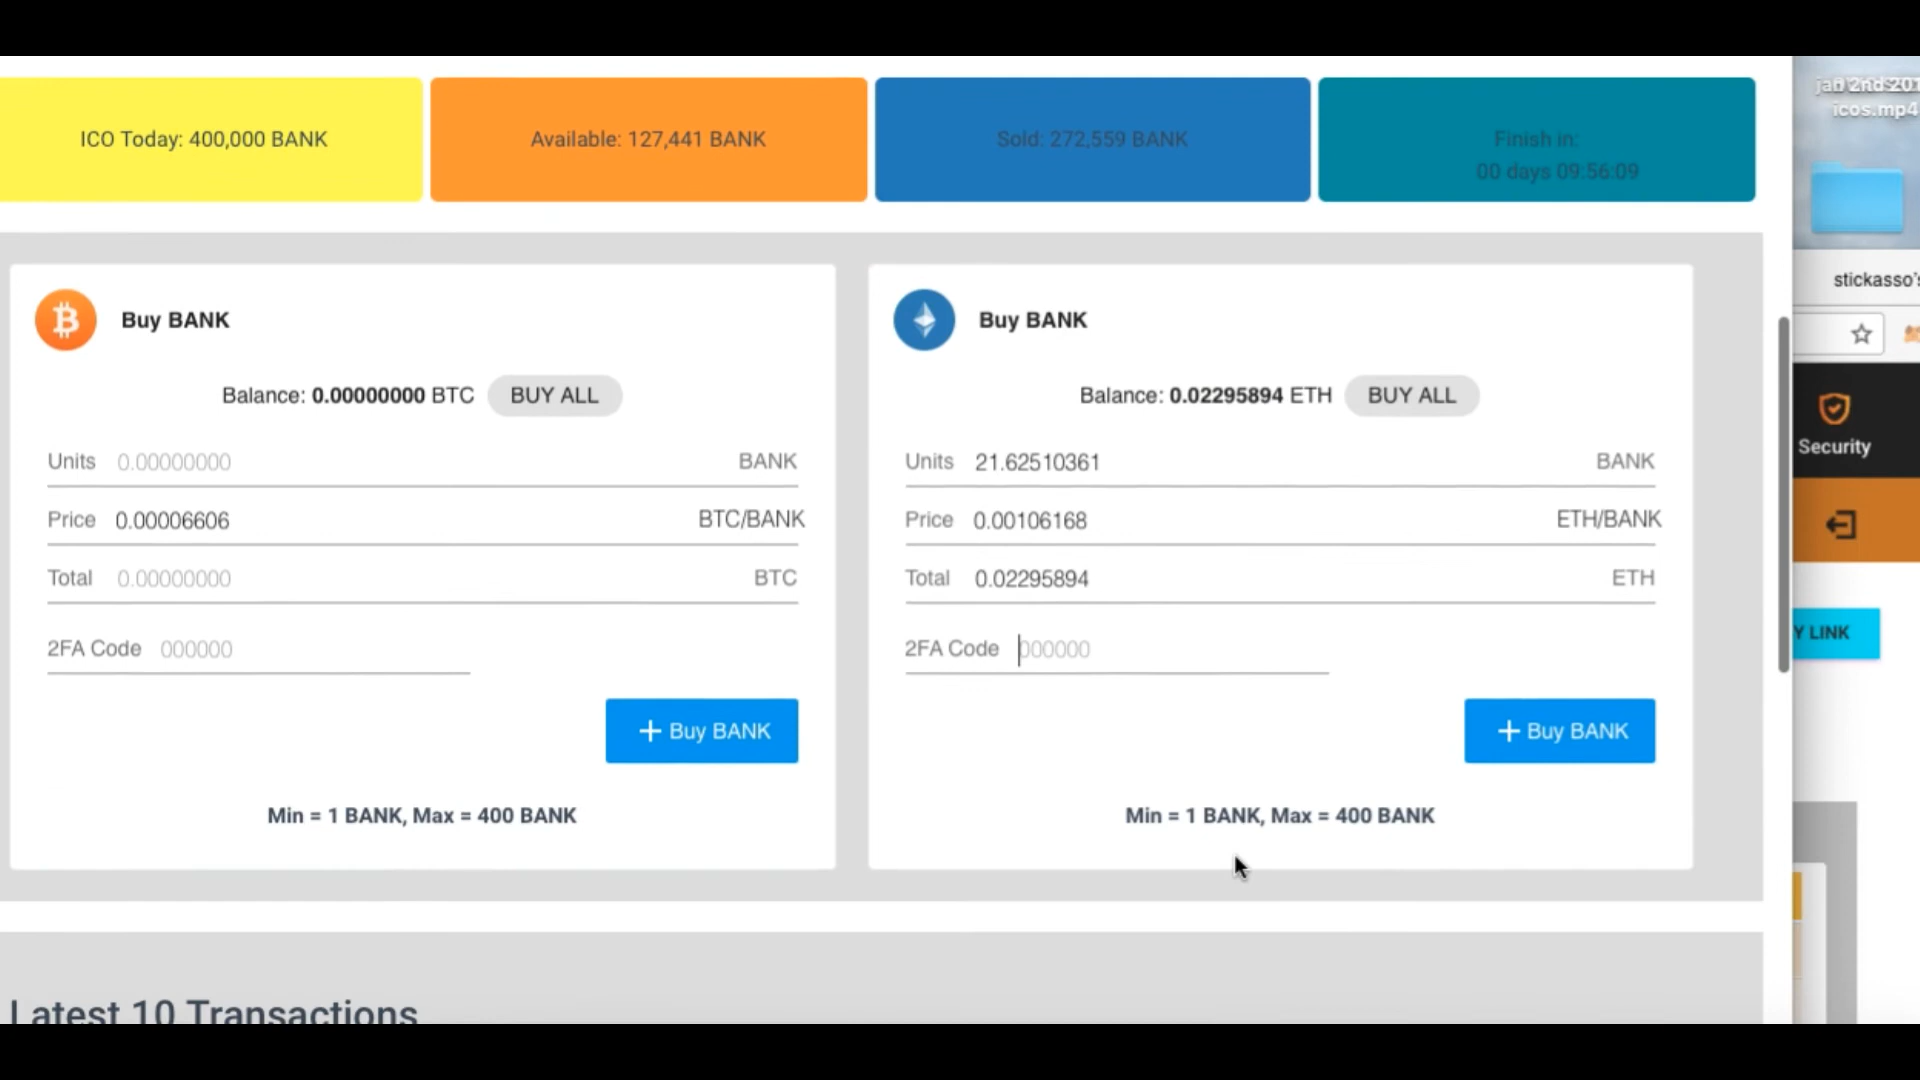 ICO Today: 400,000 BANK
Available: 127,441 BANK
Sold: 272,559 BANK
Finish in:
00 days 09:56:09
Buy BANK
Balance: 0.00000000 BTC BUY ALL
Units 0.00000000 BANK
Price 0.00006606 BTC/BANK
Total 0.00000000 BTC
2FA Code 000000
+ Buy BANK
Min = 1 BANK, Max = 400 BANK
Buy BANK
Balance: 0.02295894 ETH BUY ALL
Units 21.62510361 BANK
Price 0.00106168 ETH/BANK
Total 0.02295894 ETH
2FA Code 000000
+ Buy BANK
Min = 1 BANK, Max = 400 BANK
Latest 10 Transactions
icos.mp4
stickasso's
Security
Y LINK